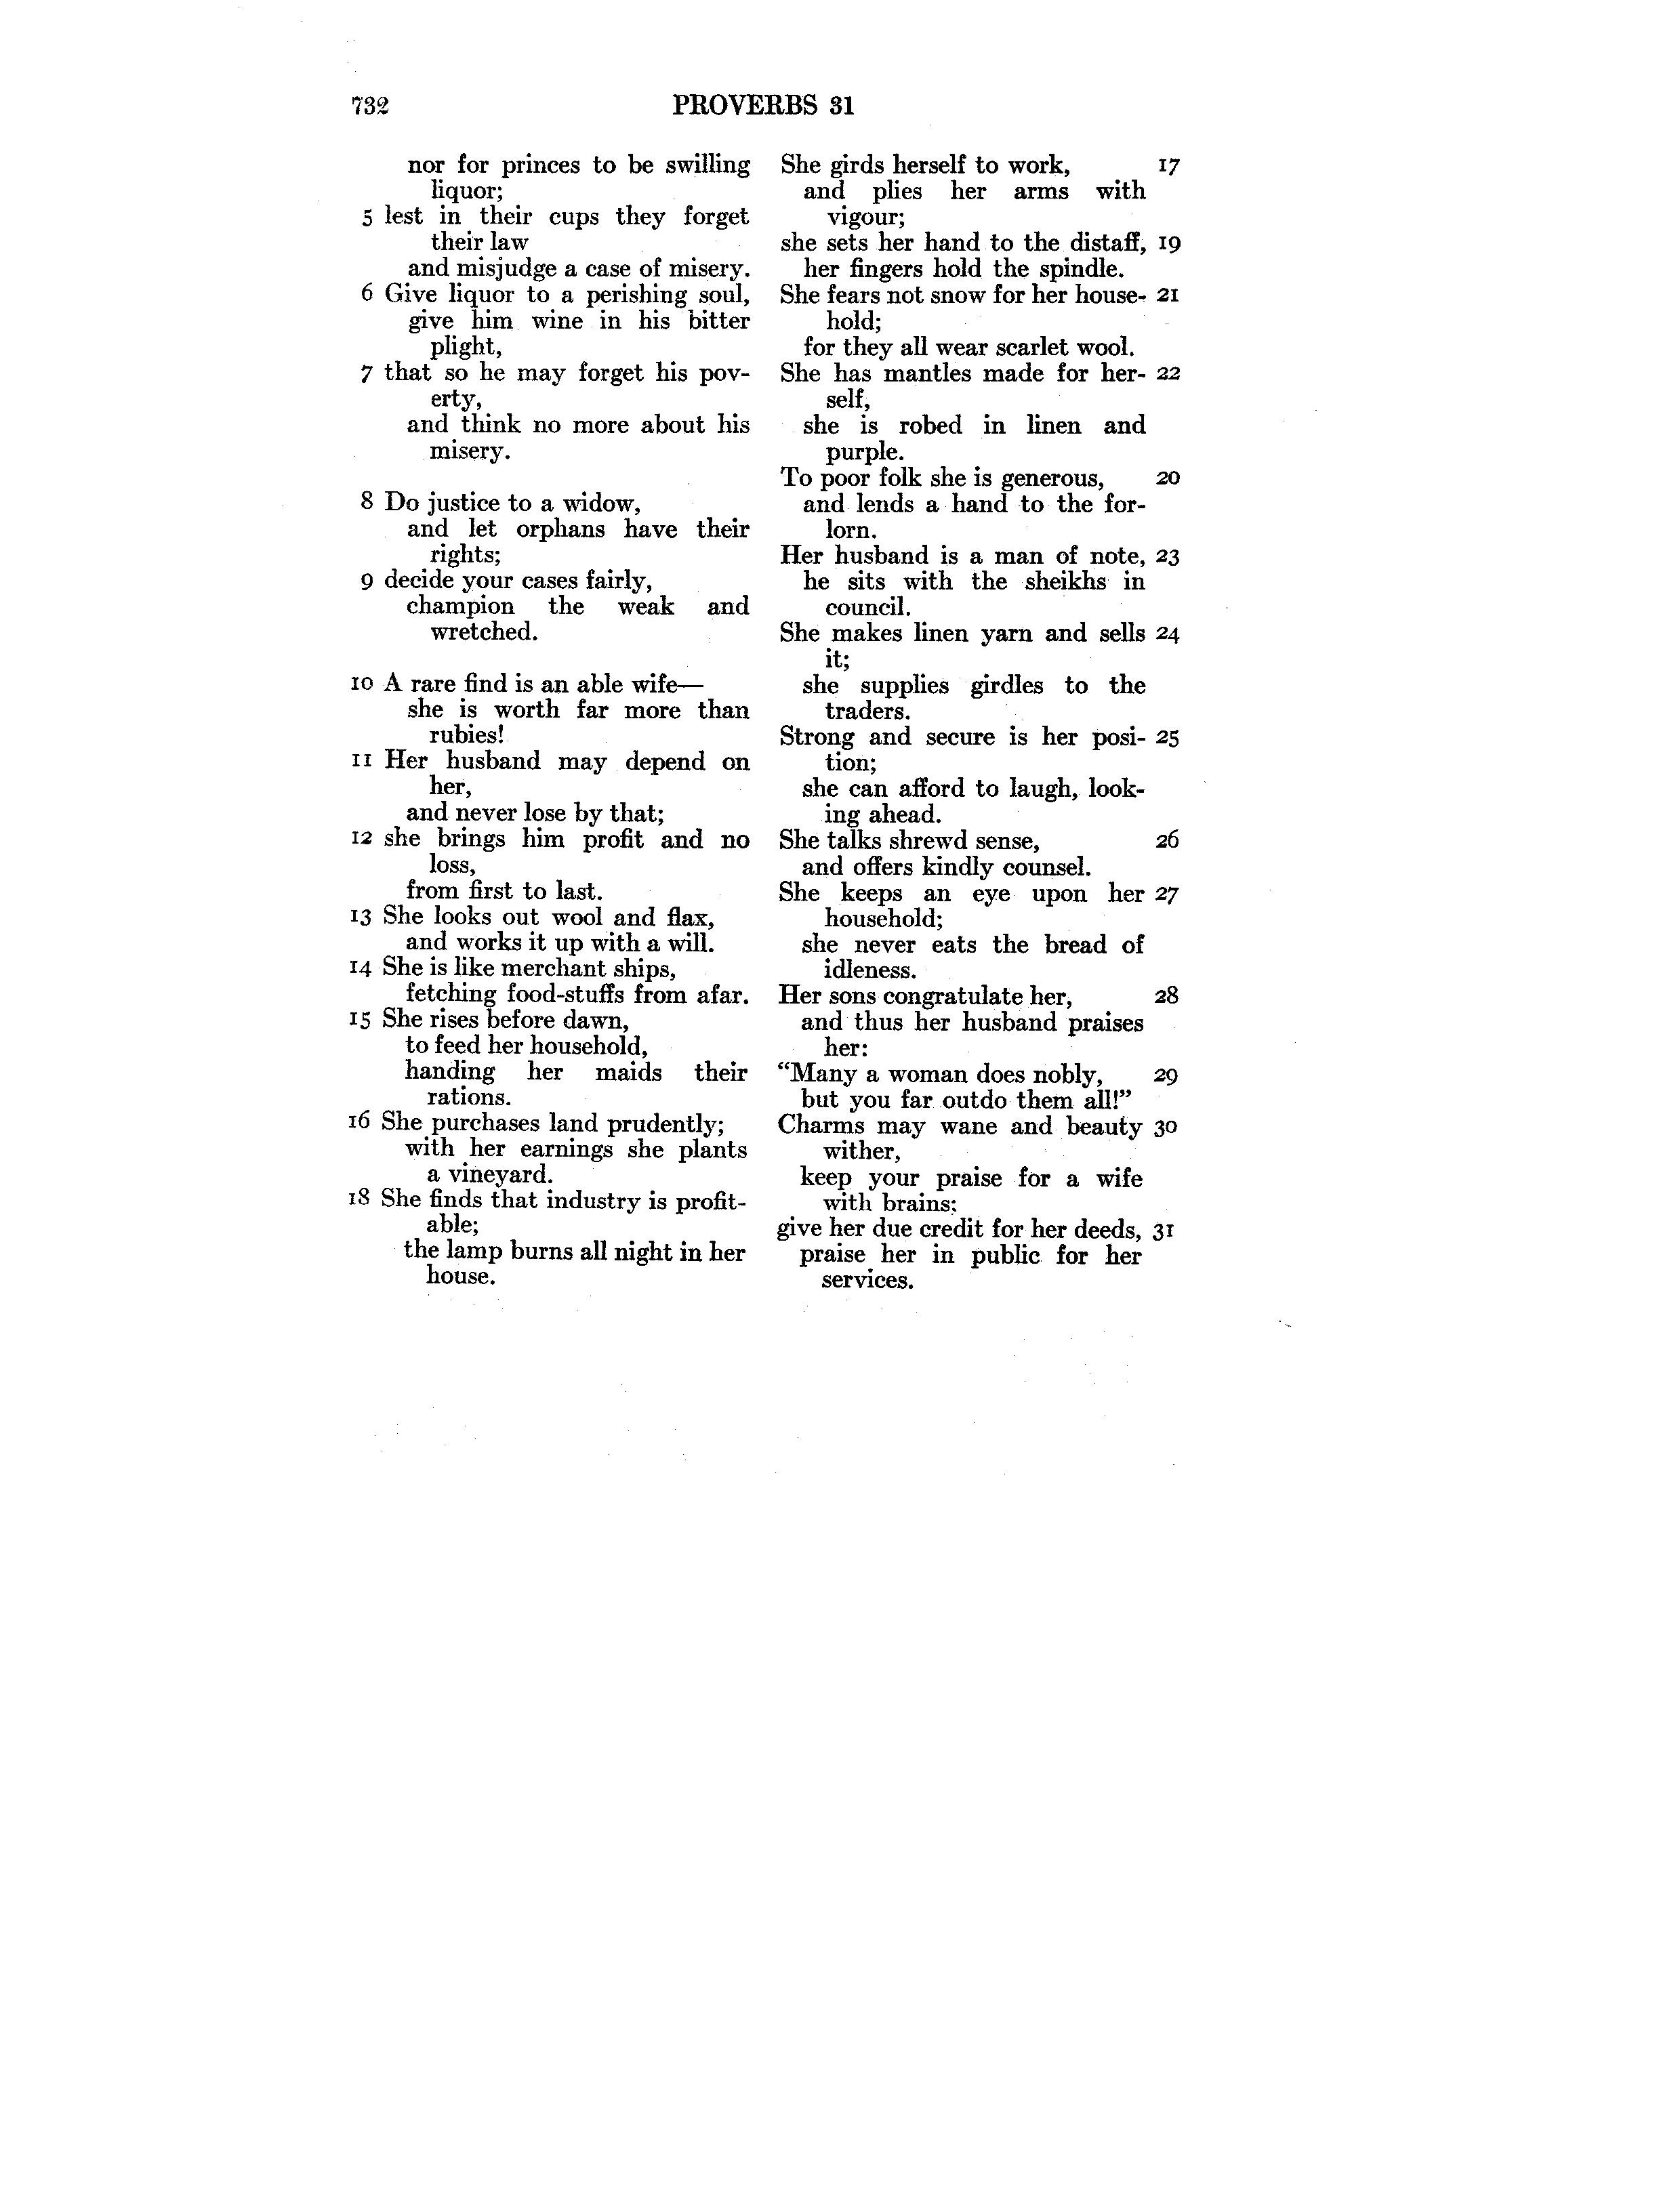 732 PROVERBS 31
nor for princes to be swilling
liquor;
5 lest in their cups they forget
their law
and misjudge a case of misery.
6 Give liquor to a perishing soul,
give him wine in his bitter
plight,
7 that so he may forget his pov-
erty,
and think no more about his
misery.
8 Do justice to a widow,
and let orphans have their
rights;
9 decide your cases fairly,
champion the weak and
wretched.
10 A rare find is an able wife—
she is worth far more than
rubies!
11 Her husband may depend on
her,
and never lose by that;
12 she brings him profit and no
loss,
from first to last.
13 She looks out wool and flax,
and works it up with a will.
14 She is like merchant ships,
fetching food-stuffs from afar.
15 She rises before dawn,
to feed her household,
handing her maids their
rations.
16 She purchases land prudently;
with her earnings she plants
a vineyard.
18 She finds that industry is profit-
able;
the lamp burns all night in her
house.
She girds herself to work, 17
and plies her arms with
vigour;
she sets her hand to the distaff, 19
her fingers hold the spindle.
She fears not snow for her house- 21
hold;
for they all wear scarlet wool.
She has mantles made for her- 22
self,
she is robed in linen and
purple.
To poor folk she is generous, 20
and lends a hand to the for-
lorn.
Her husband is a man of note, 23
he sits with the sheikhs in
council.
She makes linen yarn and sells 24
it;
she supplies girdles to the
traders.
Strong and secure is her posi- 25
tion;
she can afford to laugh, look-
ing ahead.
She talks shrewd sense, 26
and offers kindly counsel.
She keeps an eye upon her 27
household;
she never eats the bread of
idleness.
Her sons congratulate her, 28
and thus her husband praises
her:
“Many a woman does nobly, 29
but you far outdo them all!”
Charms may wane and beauty 30
wither,
keep your praise for a wife
with brains;
give her due credit for her deeds, 31
praise her in public for her
services.